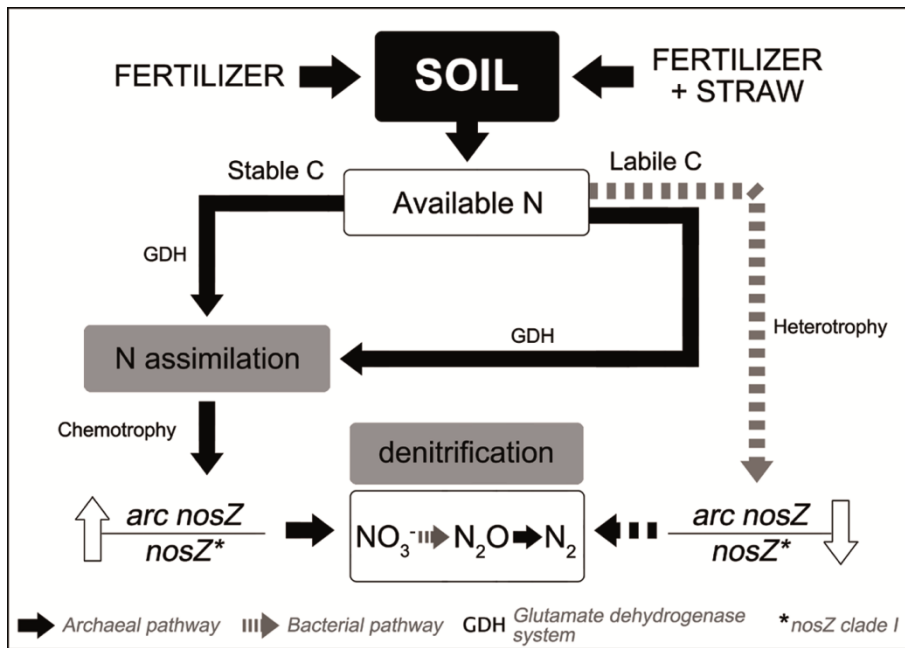 FERTILIZER
SOIL
FERTILIZER
+ STRAW
Stable C
Labile C
Available N
GDH
Heterotrophy
GDH
N assimilation
Chemotrophy
denitrification
arc nosZ
nosZ*
NO₃⁻ N₂O N₂
arc nosZ
nosZ*
Archaeal pathway
Bacterial pathway
GDH Glutamate dehydrogenase
system
*nosZ clade I